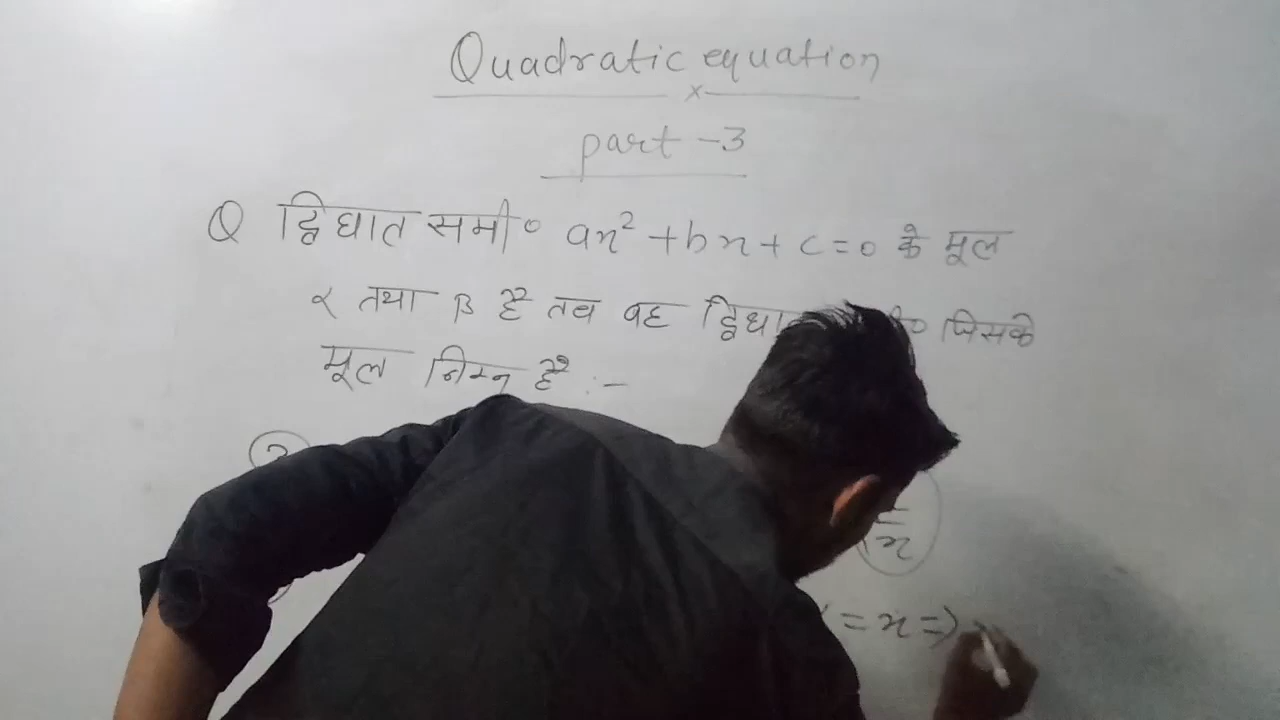 Quadratic equation
x
part -3
Q द्विघात समी० ax² + bx + c = 0 के मूल
α तथा β है तब वह जिसके
मूल निम्न है :-
x
= x =>